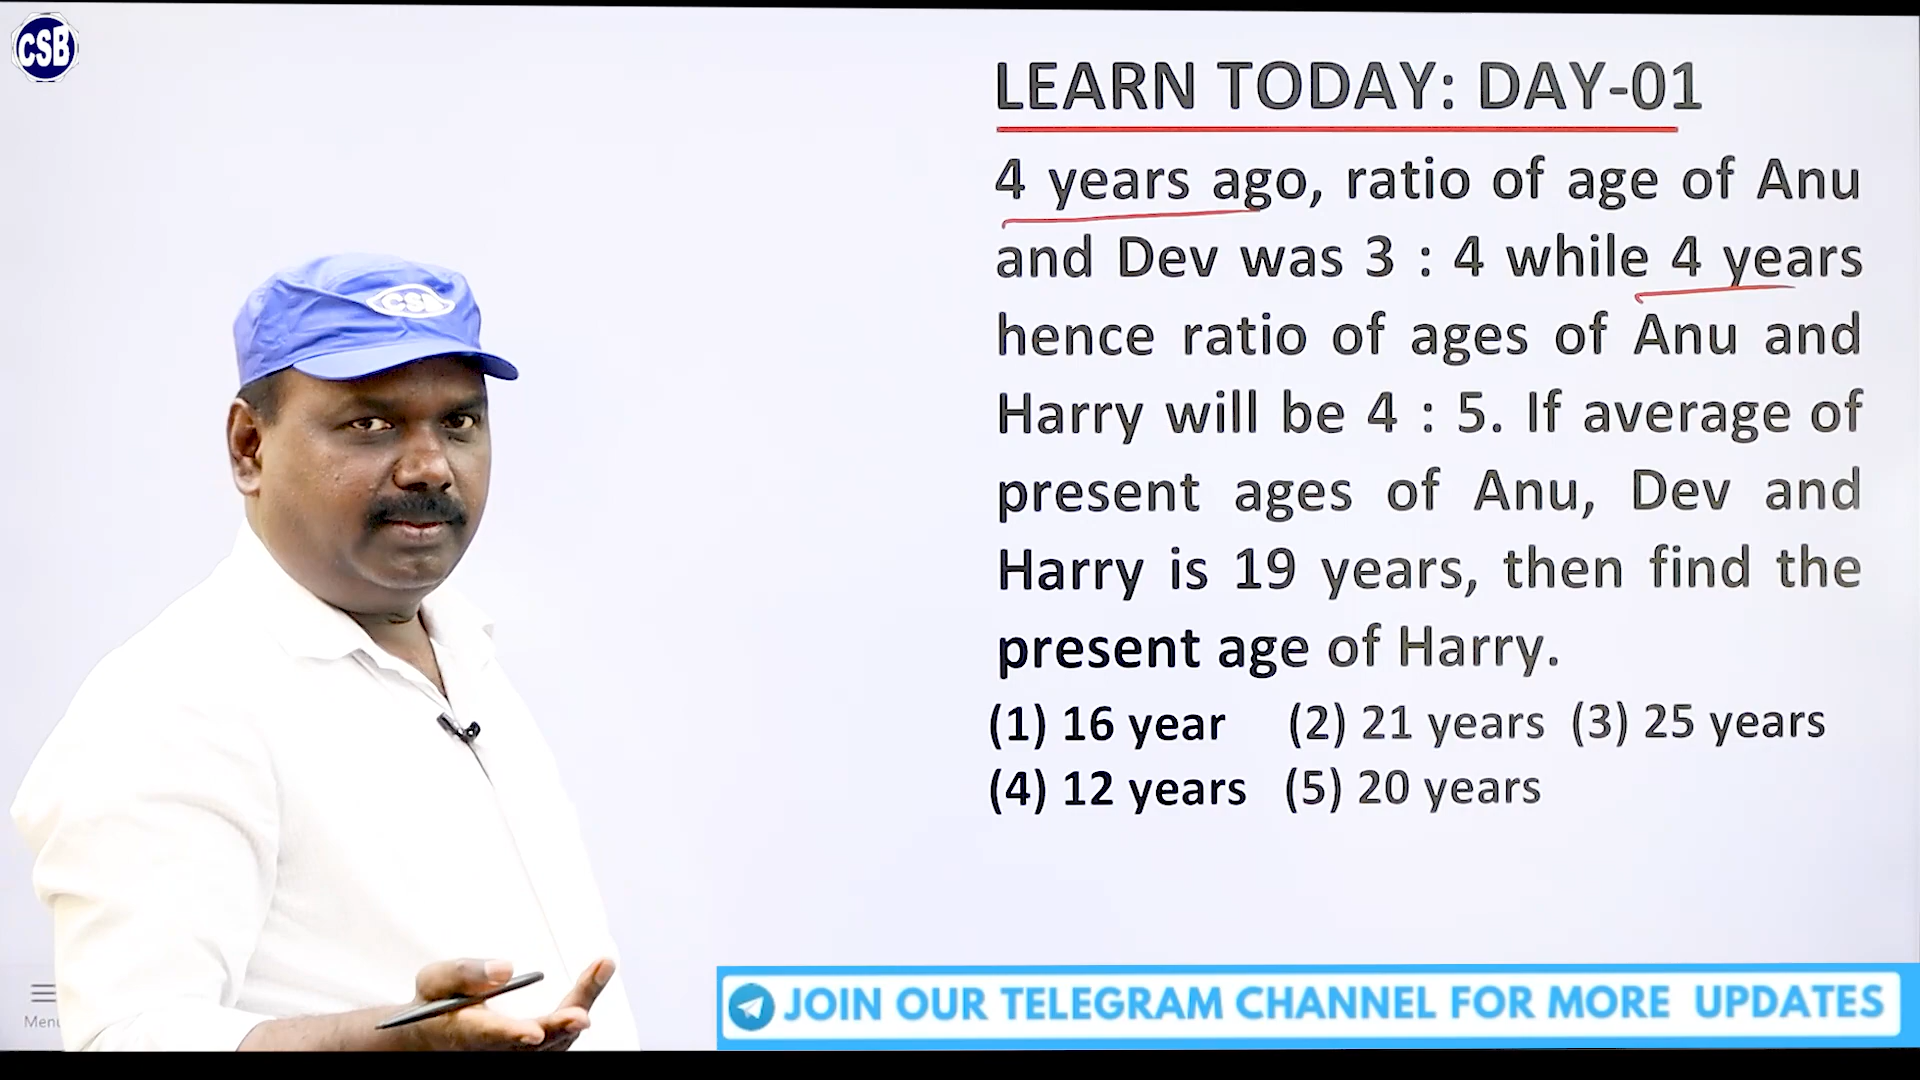 CSB
LEARN TODAY: DAY-01
4 years ago, ratio of age of Anu
and Dev was 3 : 4 while 4 years
hence ratio of ages of Anu and
Harry will be 4 : 5. If average of
present ages of Anu, Dev and
Harry is 19 years, then find the
present age of Harry.
(1) 16 year (2) 21 years (3) 25 years
(4) 12 years (5) 20 years
CSB
Menu
JOIN OUR TELEGRAM CHANNEL FOR MORE UPDATES